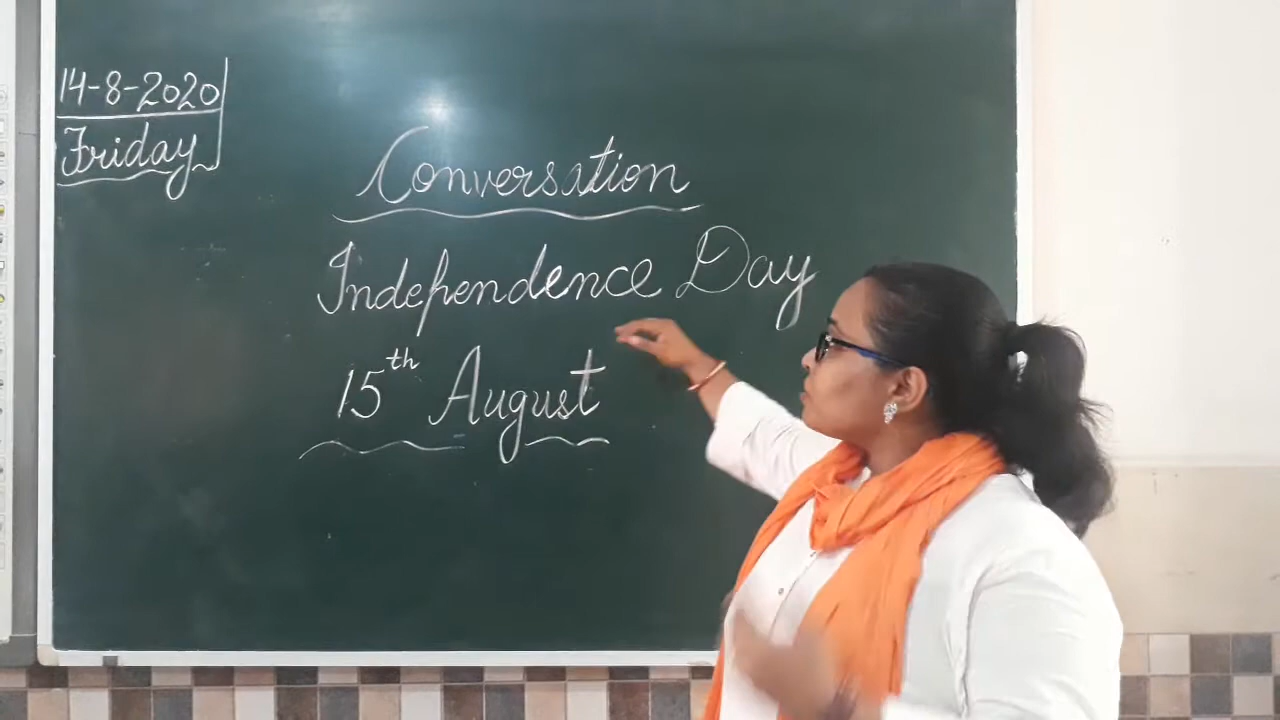 14-8-2020
Friday
Conversation
Independence Day
15th August